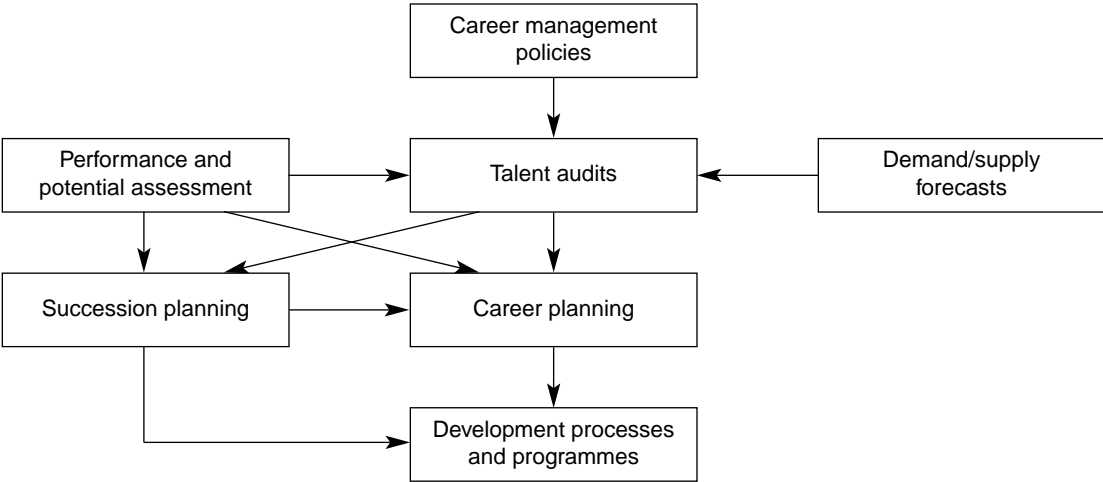 Career management
policies
Performance and
potential assessment
Talent audits
Demand/supply
forecasts
Succession planning
Career planning
Development processes
and programmes